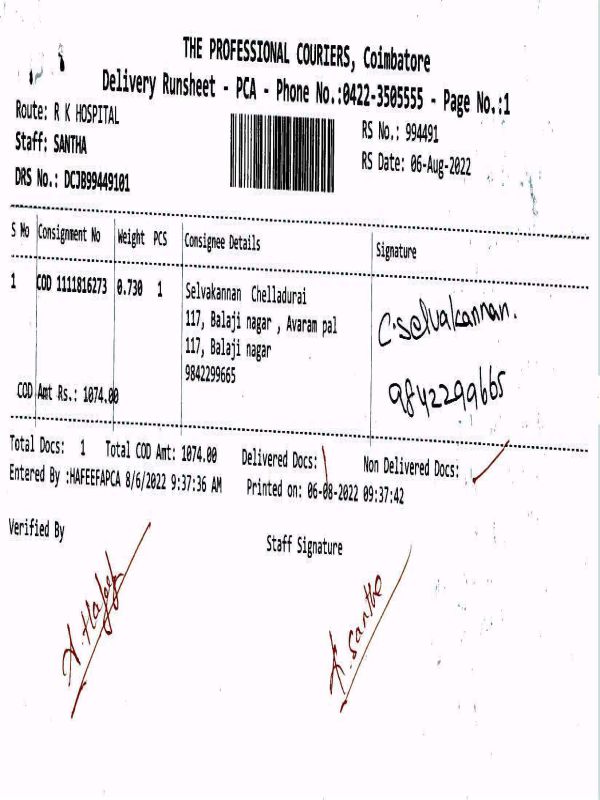 THE PROFESSIONAL COURIERS, Coimbatore
Delivery Runsheet - PCA - Phone No.:0422-3505555 - Page No.:1
Route: R K HOSPITAL
Staff: SANTHA
DRS No.: DCJB99449101
RS No.: 994491
RS Date: 06-Aug-2022
S No Consignment No Weight PCS Consignee Details Signature
1 COD 1111816273 0.730 1 Selvakannan Chelladurai
117, Balaji nagar , Avaram pal
117, Balaji nagar
9842299665
C. Selvakannan.
9842299665
COD Amt Rs.: 1074.00
Total Docs: 1 Total COD Amt: 1074.00 Delivered Docs: 1 Non Delivered Docs:
Entered By :HAFEEFAPCA 8/6/2022 9:37:36 AM Printed on: 06-08-2022 09:37:42
Verified By
Staff Signature
K. Santha